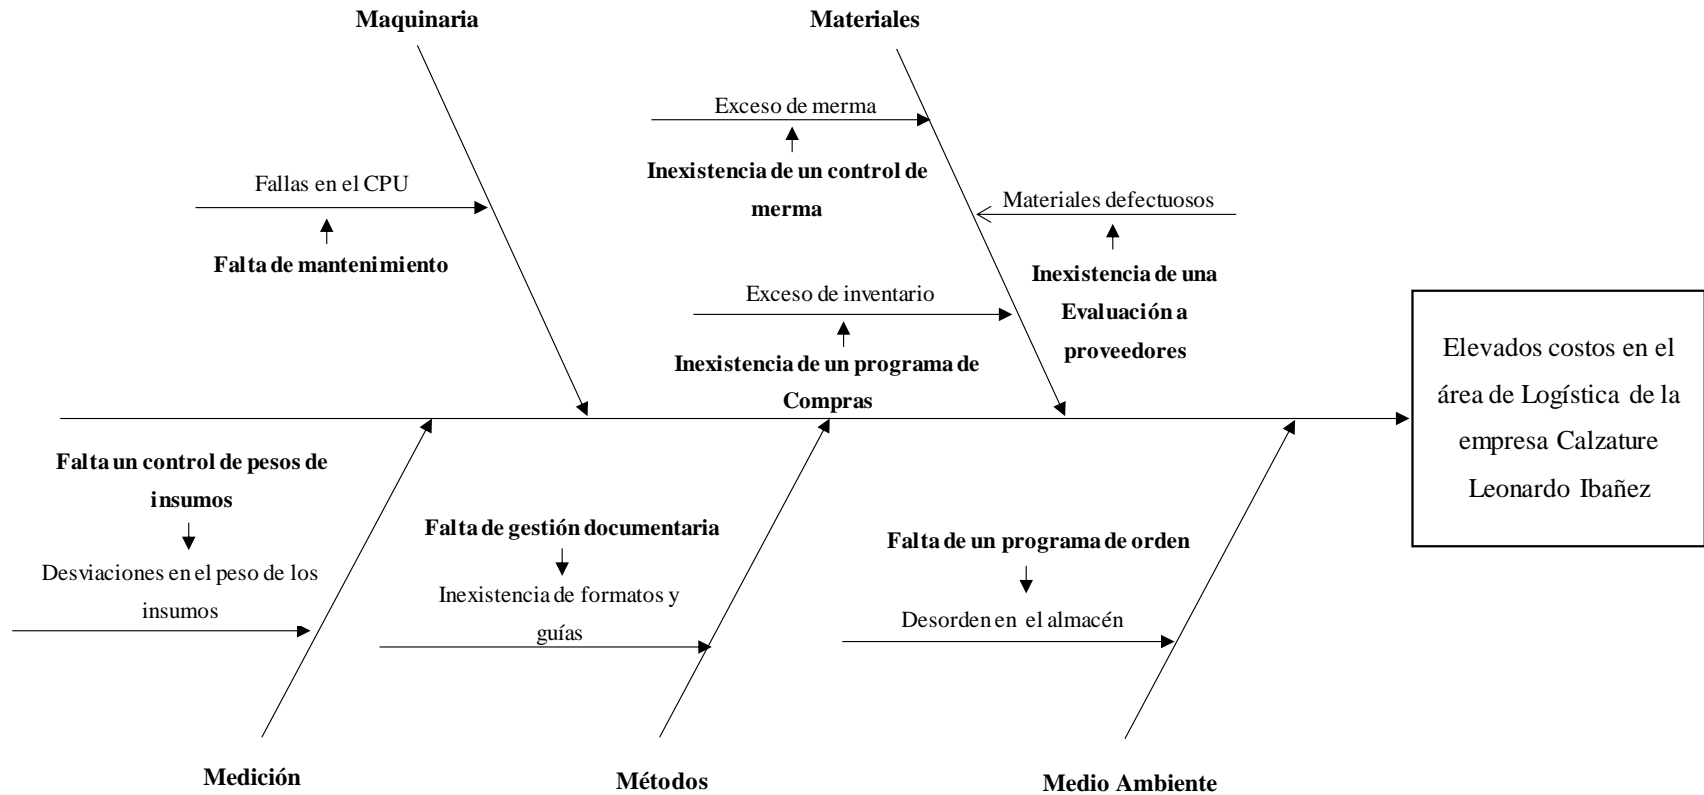 Maquinaria
Materiales
Exceso de merma
Inexistencia de un control de
merma
Fallas en el CPU
Falta de mantenimiento
Materiales defectuosos
Inexistencia de una
Evaluación a
proveedores
Exceso de inventario
Inexistencia de un programa de
Compras
Elevados costos en el
área de Logística de la
empresa Calzature
Leonardo Ibañez
Falta un control de pesos de
insumos
Desviaciones en el peso de los
insumos
Falta de gestión documentaria
Inexistencia de formatos y
guías
Falta de un programa de orden
Desorden en el almacén
Medición
Métodos
Medio Ambiente